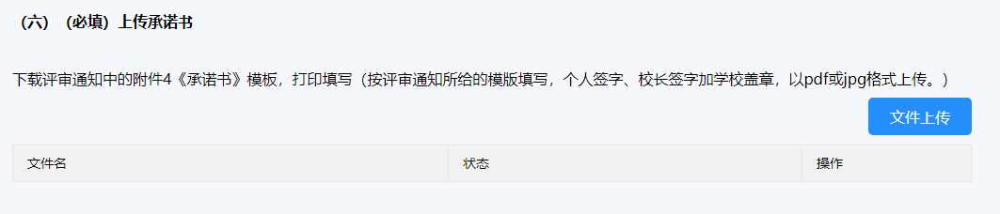 （六）（必填）上传承诺书
下载评审通知中的附件4《承诺书》模板，打印填写（按评审通知所给的模版填写，个人签字、校长签字加学校盖章，以pdf或jpg格式上传。）
文件上传
文件名 状态 操作